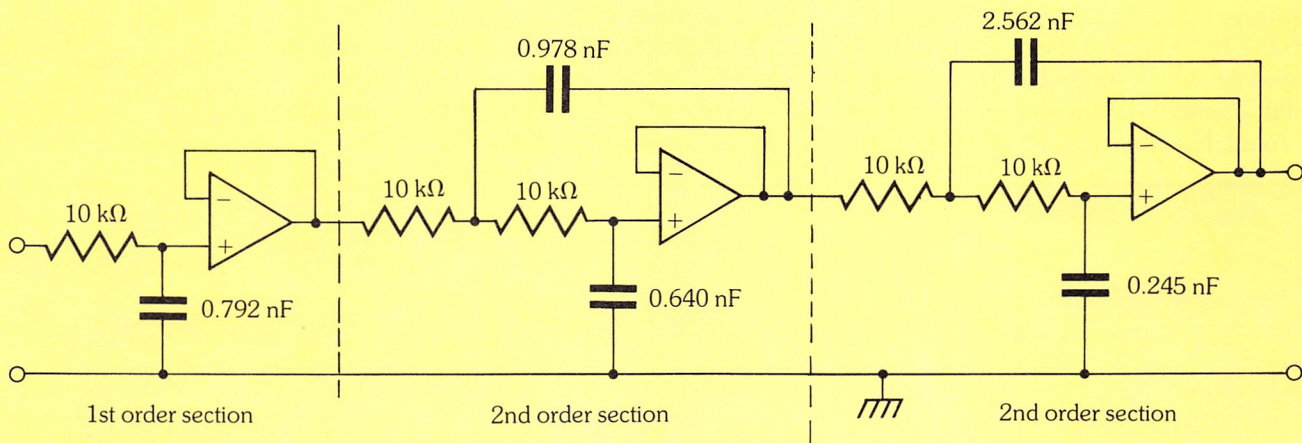 10 kΩ
0.792 nF
−
+
1st order section
0.978 nF
10 kΩ
10 kΩ
0.640 nF
−
+
2nd order section
2.562 nF
10 kΩ
10 kΩ
0.245 nF
−
+
2nd order section